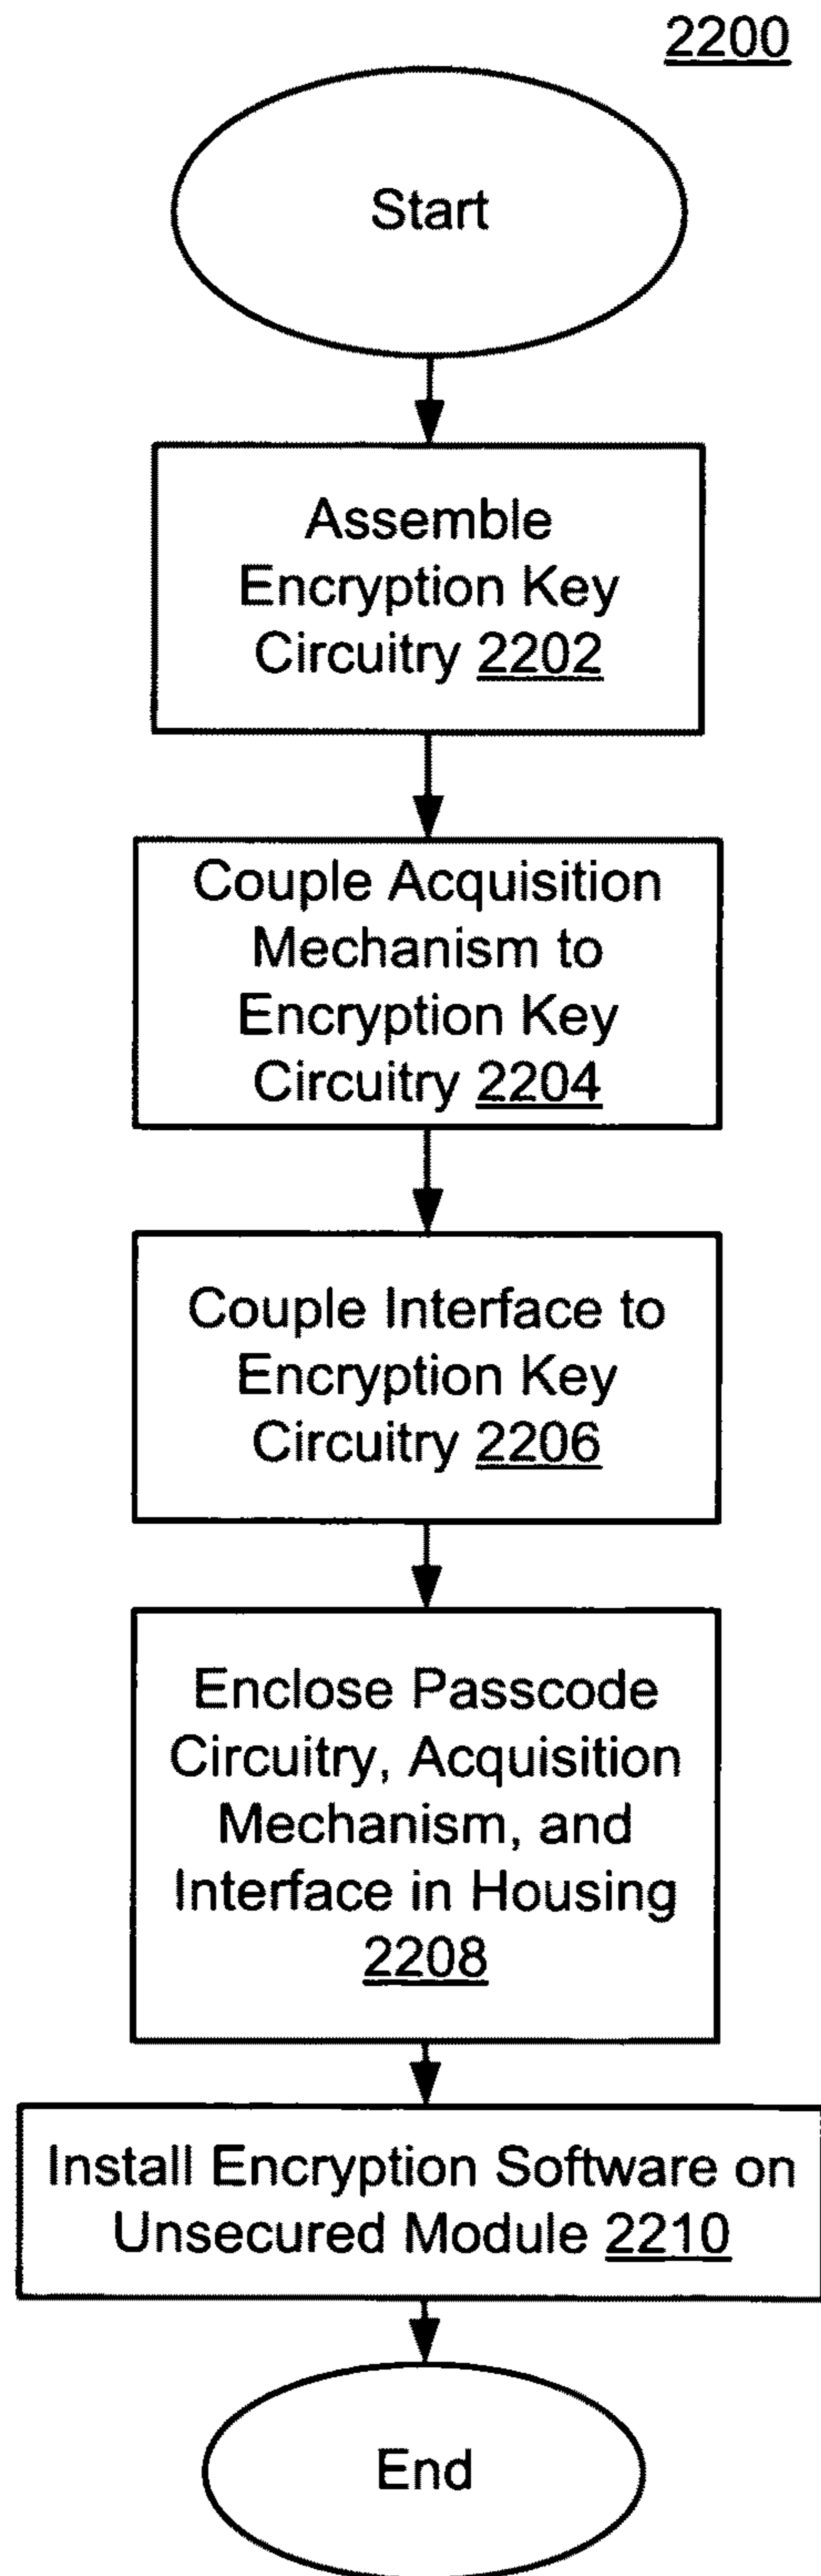 2200
Start
Assemble
Encryption Key
Circuitry 2202
Couple Acquisition
Mechanism to
Encryption Key
Circuitry 2204
Couple Interface to
Encryption Key
Circuitry 2206
Enclose Passcode
Circuitry, Acquisition
Mechanism, and
Interface in Housing
2208
Install Encryption Software on
Unsecured Module 2210
End